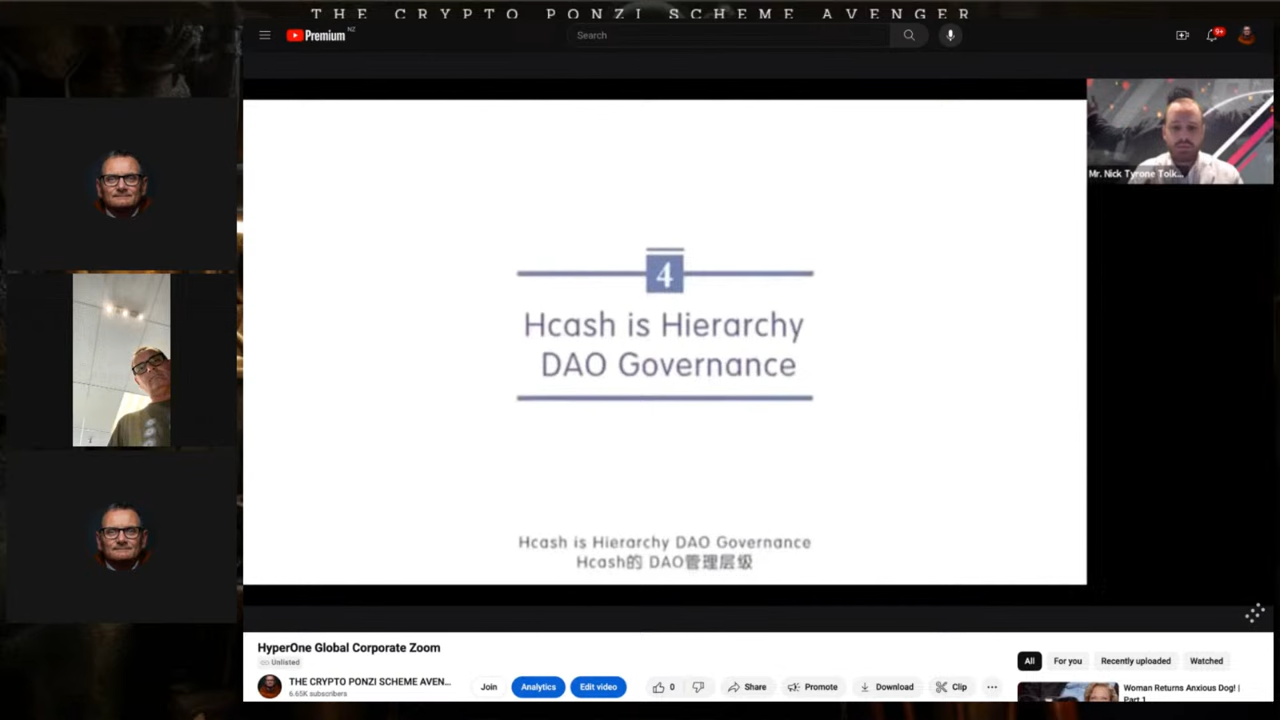 THE CRYPTO PONZI SCHEME AVENGER
Premium NZ
Search
9+
Mr. Nick Tyrone Tolk...
4
Hcash is Hierarchy
DAO Governance
Hcash is Hierarchy DAO Governance
Hcash的 DAO管理层级
HyperOne Global Corporate Zoom
Unlisted
THE CRYPTO PONZI SCHEME AVEN...
6.65K subscribers
Join
Analytics
Edit video
0
Share
Promote
Download
Clip
All
For you
Recently uploaded
Watched
Woman Returns Anxious Dog! |
Part 1